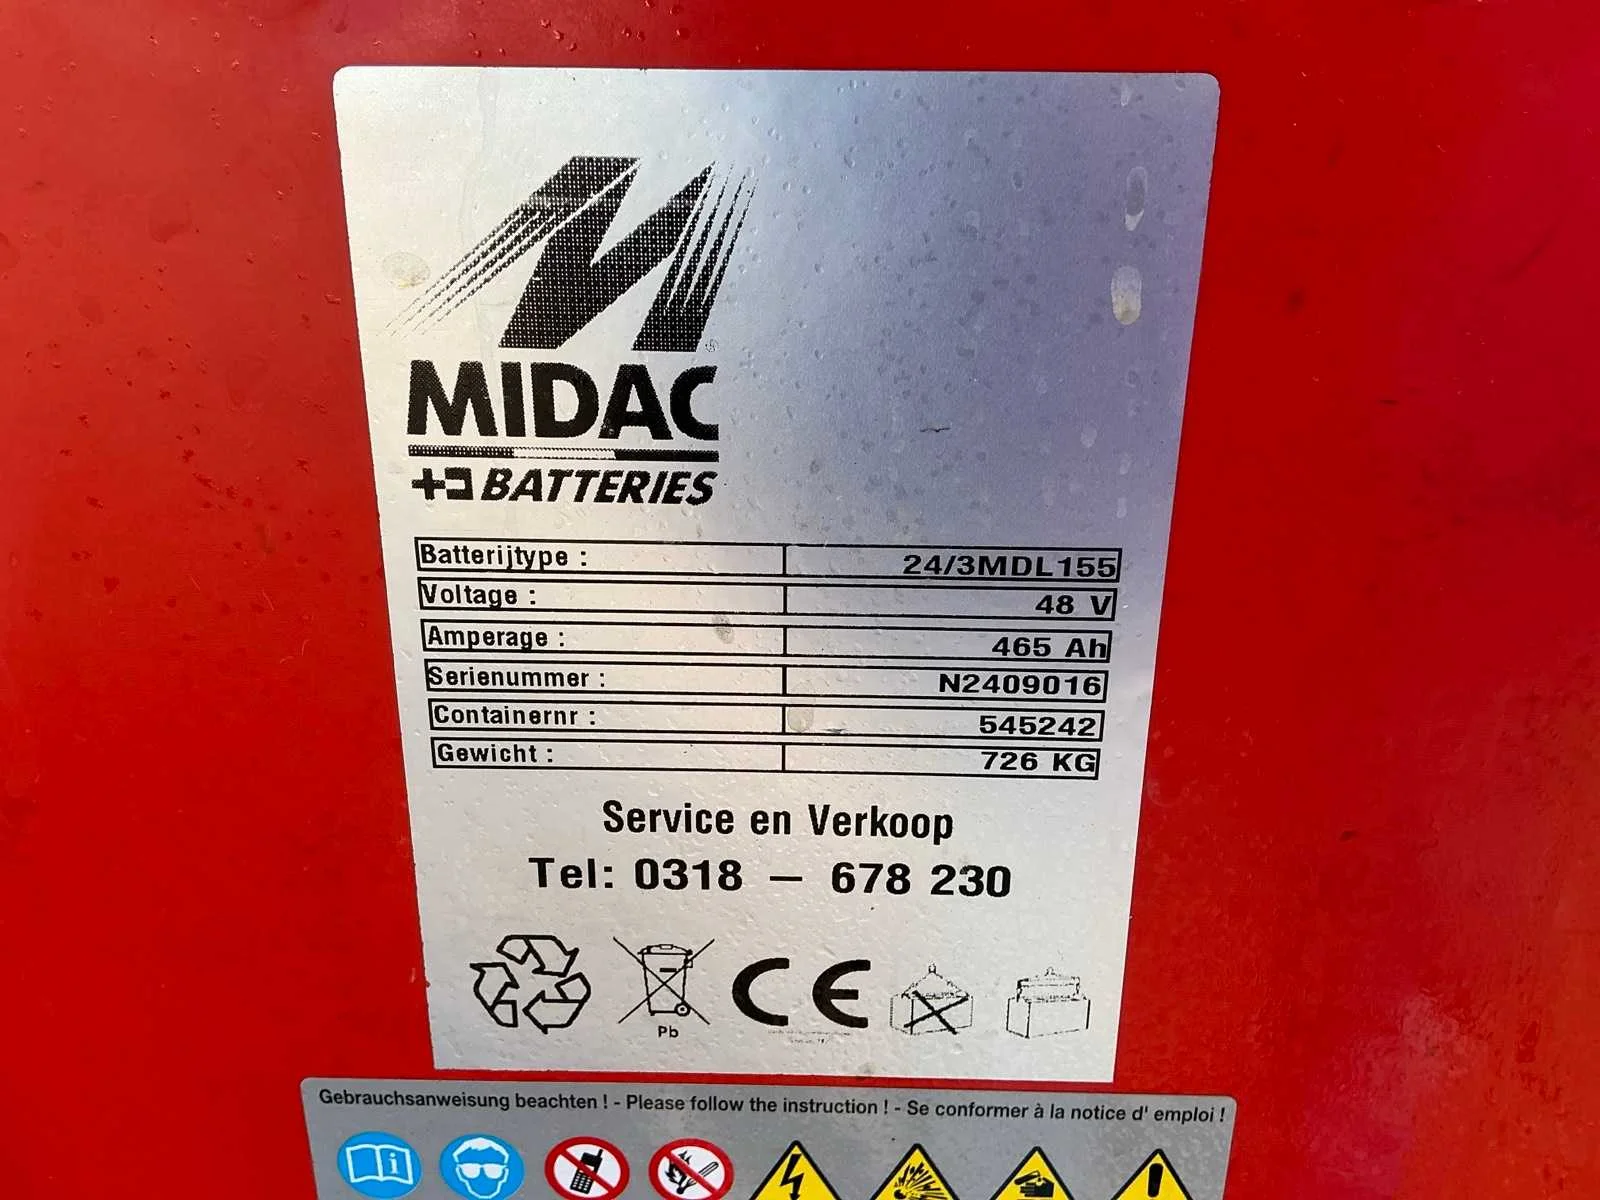 MIDAC
BATTERIES
Batterijtype : 24/3MDL155
Voltage : 48 V
Amperage : 465 Ah
Serienummer : N2409016
Containernr : 545242
Gewicht : 726 KG
Service en Verkoop
Tel: 0318 — 678 230
Pb
CE
Gebrauchsanweisung beachten ! - Please follow the instruction ! - Se conformer à la notice d' emploi !